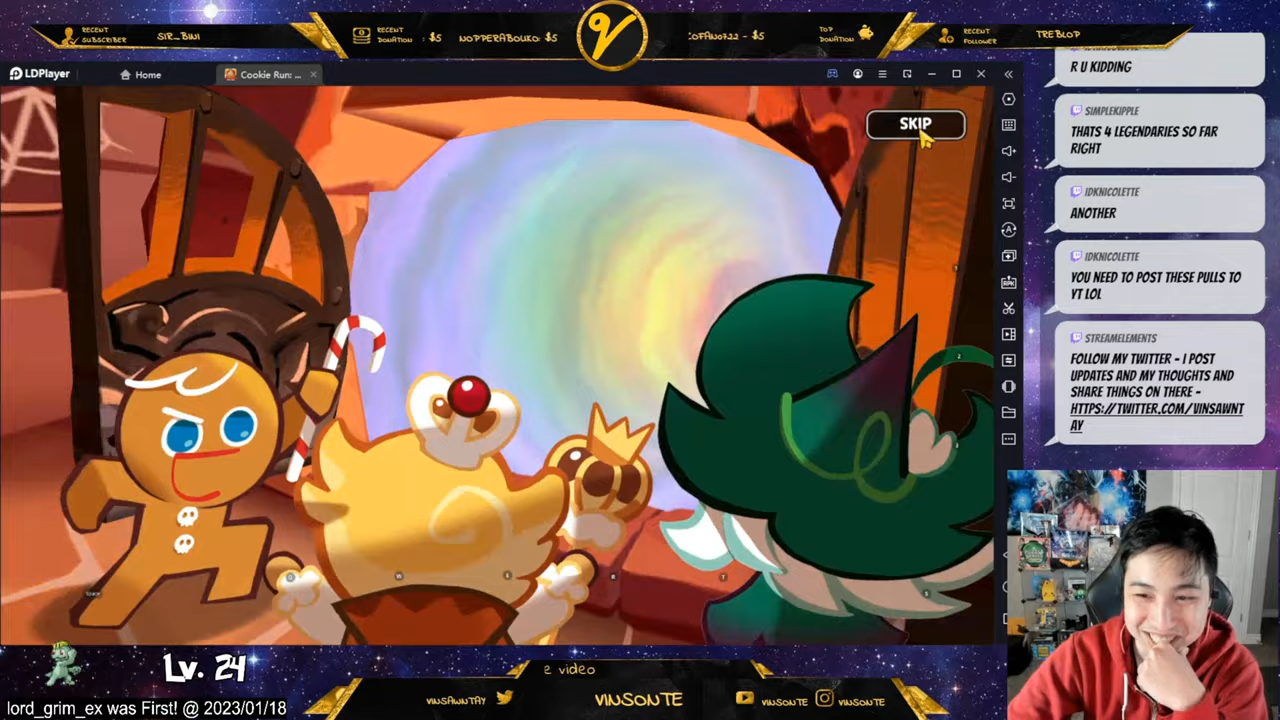 RECENT
SUBSCRIBER
SIR_BINI
RECENT
DONATION
: $5
NOPPERABOUKO: $5
: $5
TOP
DONATION
RECENT
FOLLOWER
TREBLOP
LDPlayer
Home
Cookie Run: ...
SKIP
R U KIDDING
SIMPLEKIPPLE
THATS 4 LEGENDARIES SO FAR
RIGHT
IDKNICOLETTE
ANOTHER
IDKNICOLETTE
YOU NEED TO POST THESE PULLS TO
YT LOL
STREAMELEMENTS
FOLLOW MY TWITTER - I POST
UPDATES AND MY THOUGHTS AND
SHARE THINGS ON THERE -
HTTPS://TWITTER.COM/VINSAWNT
AY
Lv. 24
e video
lord_grim_ex was First! @ 2023/01/18
VINSAWNTAY
VINSONTE
VINSONTE
VINSONTE